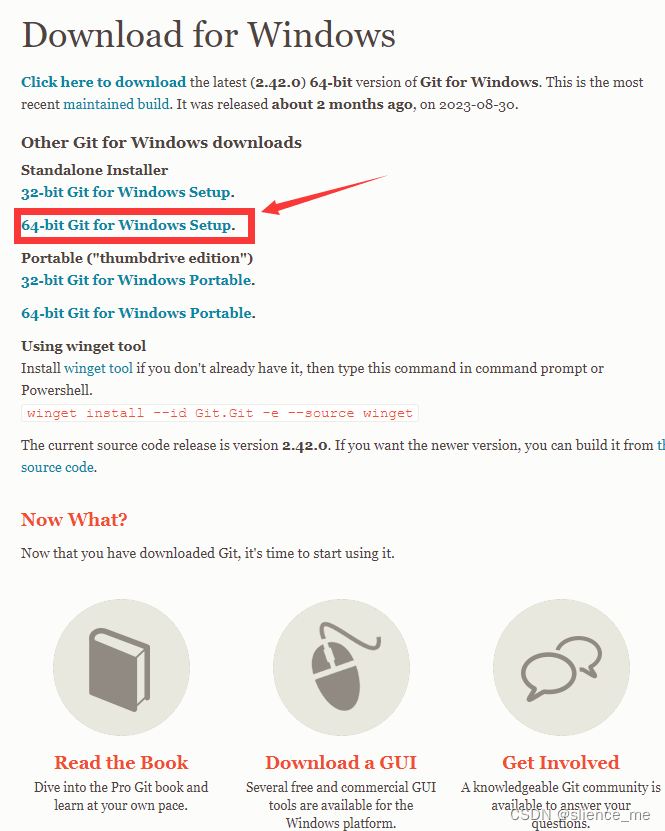 Download for Windows
Click here to download the latest (2.42.0) 64-bit version of Git for Windows. This is the most
recent maintained build. It was released about 2 months ago, on 2023-08-30.
Other Git for Windows downloads
Standalone Installer
32-bit Git for Windows Setup.
64-bit Git for Windows Setup.
Portable ("thumbdrive edition")
32-bit Git for Windows Portable.
64-bit Git for Windows Portable.
Using winget tool
Install winget tool if you don't already have it, then type this command in command prompt or
Powershell.
winget install --id Git.Git -e --source winget
The current source code release is version 2.42.0. If you want the newer version, you can build it from th
source code.
Now What?
Now that you have downloaded Git, it's time to start using it.
Read the Book
Dive into the Pro Git book and
learn at your own pace.
Download a GUI
Several free and commercial GUI
tools are available for the
Windows platform.
Get Involved
A knowledgeable Git community is
available to answer your
questions.
CSDN @slience_me